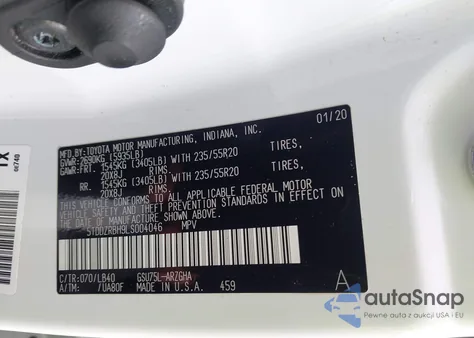 MFD.BY:TOYOTA MOTOR MANUFACTURING, INDIANA, INC. 01/20
GVWR:2690KG (5935LB)
GAWR:FRT. 1545KG (3405LB) WITH 235/55R20 TIRES,
20X8J RIMS
RR. 1545KG (3405LB) WITH 235/55R20 TIRES,
20X8J RIMS
THIS VEHICLE CONFORMS TO ALL APPLICABLE FEDERAL MOTOR
VEHICLE SAFETY AND THEFT PREVENTION STANDARDS IN EFFECT
ON THE DATE OF MANUFACTURE SHOWN ABOVE.
5TDDZRBH9LS004046 MPV
C/TR:070/LB40 GSU75L-ARZGHA A
A/TM: /UA80F MADE IN U.S.A. 459
TX
autoSnap
Pewne auta z aukcji USA i EU